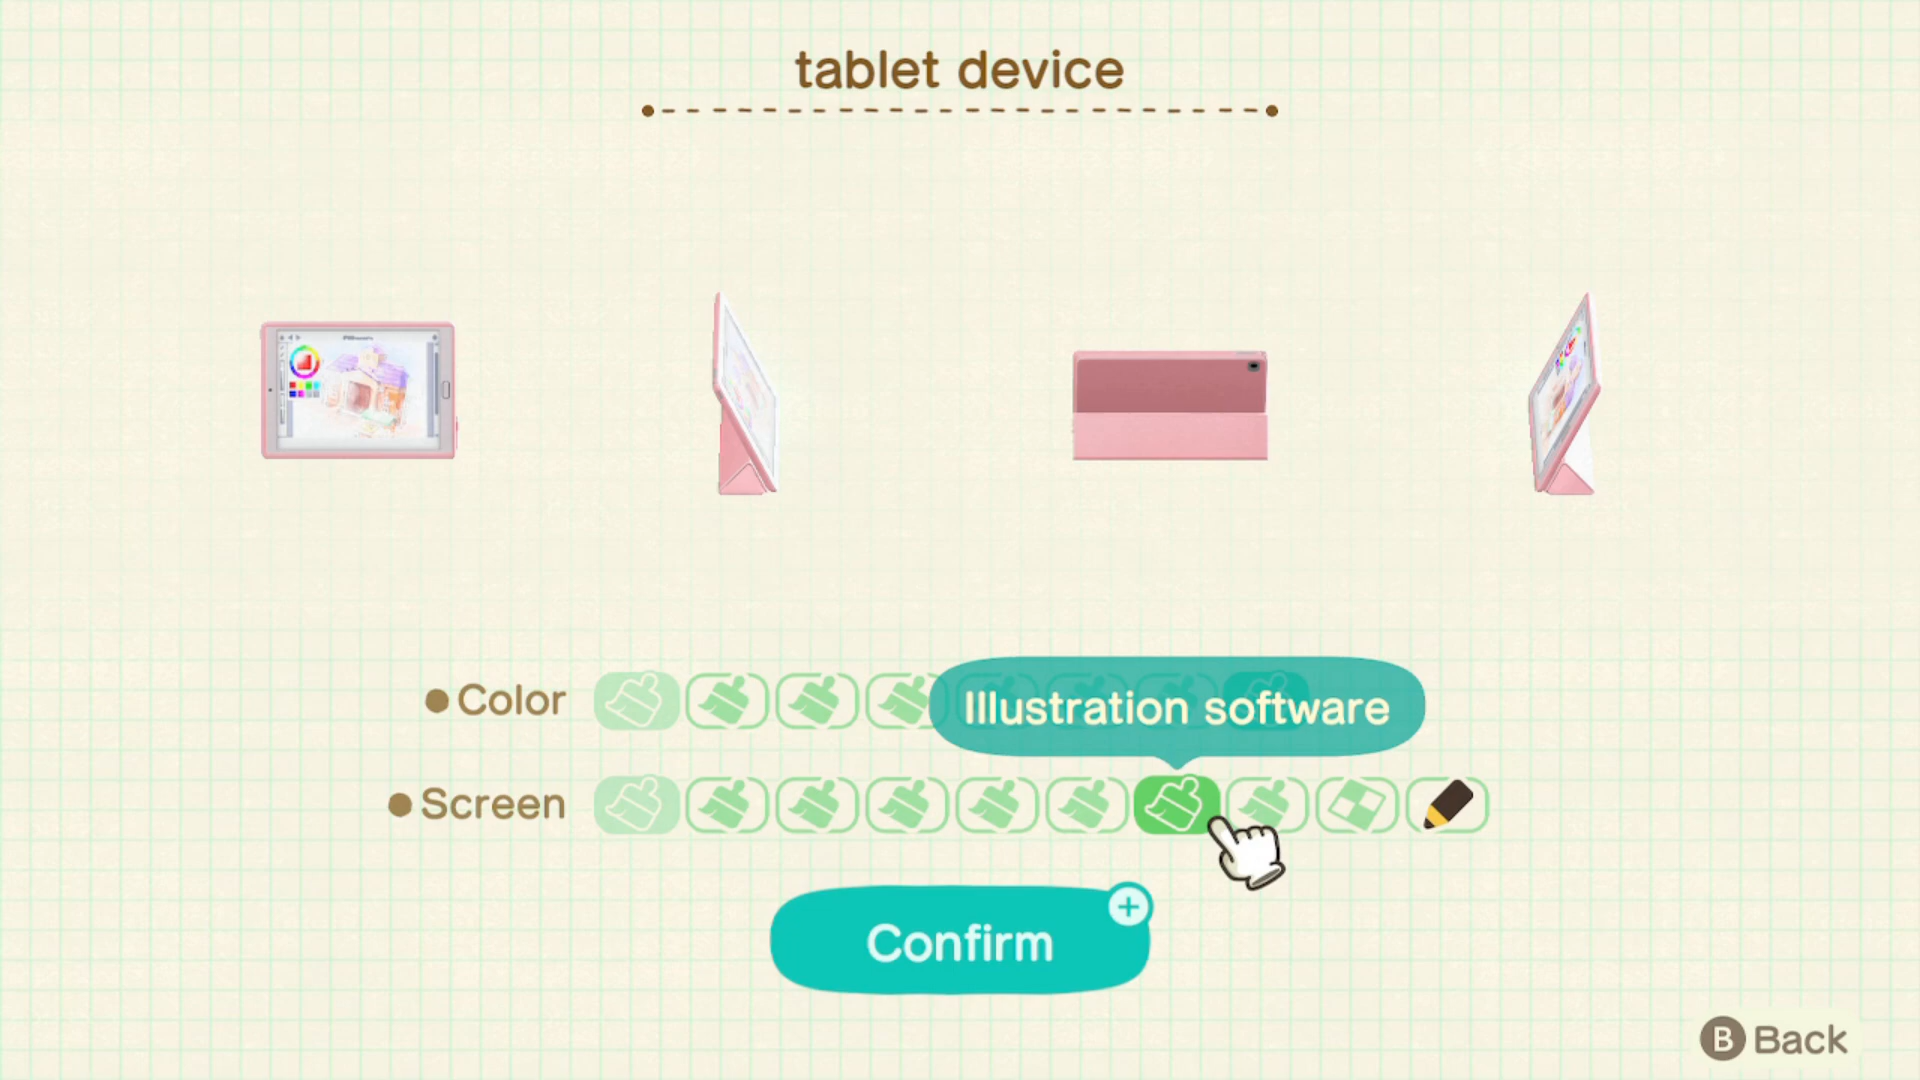 tablet device
Color
Illustration software
Screen
Confirm
B Back